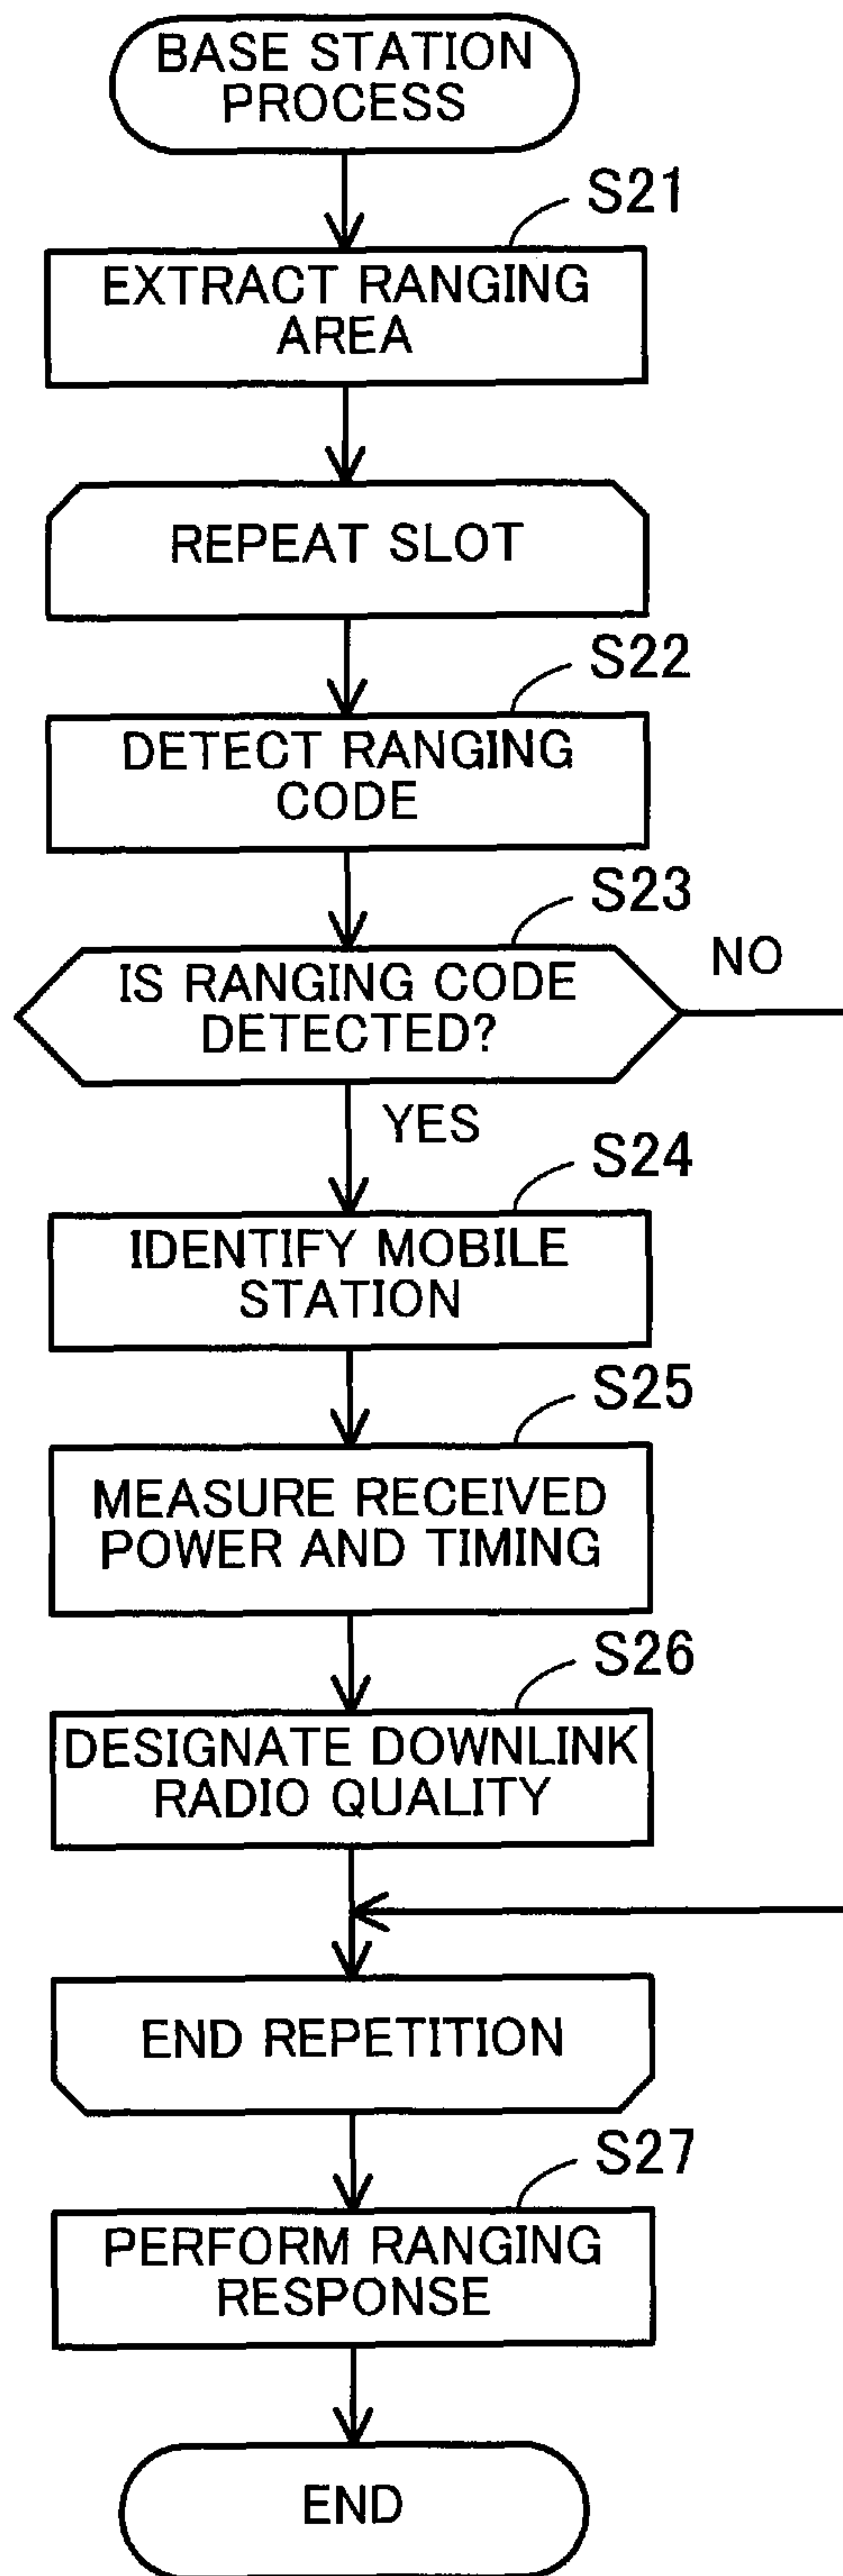 BASE STATION
PROCESS
S21
EXTRACT RANGING
AREA
REPEAT SLOT
S22
DETECT RANGING
CODE
S23
IS RANGING CODE
DETECTED?
NO
YES
S24
IDENTIFY MOBILE
STATION
S25
MEASURE RECEIVED
POWER AND TIMING
S26
DESIGNATE DOWNLINK
RADIO QUALITY
END REPETITION
S27
PERFORM RANGING
RESPONSE
END